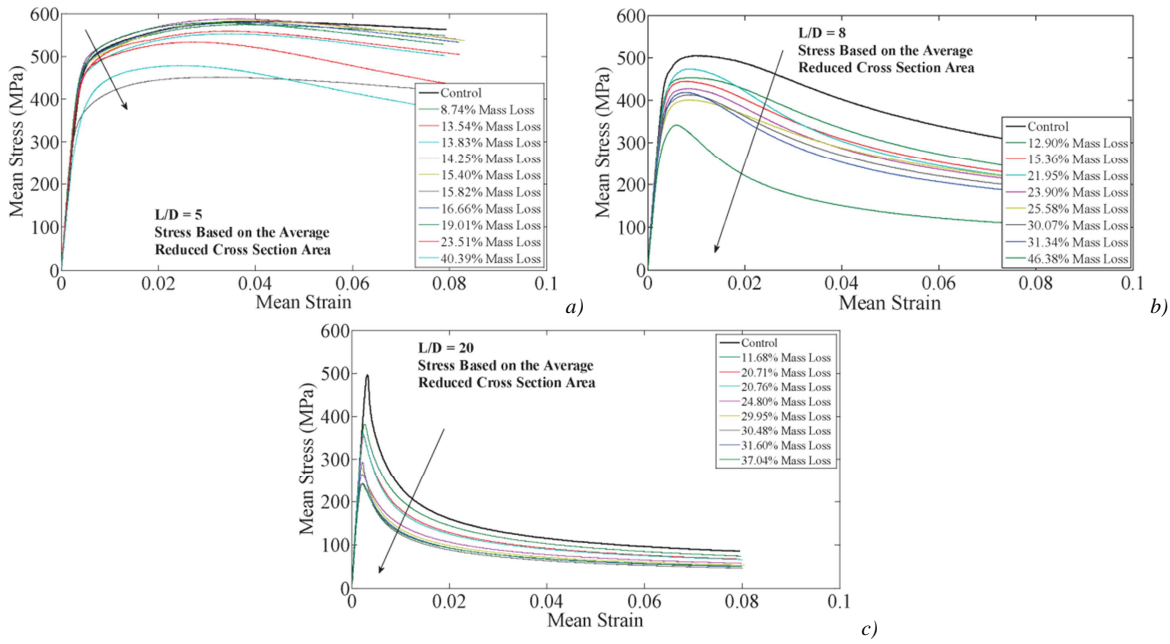 600
500
400
300
200
100
0
Mean Stress (MPa)
0
0.02
0.04
0.06
0.08
0.1
Mean Strain
L/D = 5
Stress Based on the Average
Reduced Cross Section Area
Control
8.74% Mass Loss
13.54% Mass Loss
13.83% Mass Loss
14.25% Mass Loss
15.40% Mass Loss
15.82% Mass Loss
16.66% Mass Loss
19.01% Mass Loss
23.51% Mass Loss
40.39% Mass Loss
a)
600
500
400
300
200
100
0
Mean Stress (MPa)
0
0.02
0.04
0.06
0.08
0.1
Mean Strain
L/D = 8
Stress Based on the Average
Reduced Cross Section Area
Control
12.90% Mass Loss
15.36% Mass Loss
21.95% Mass Loss
23.90% Mass Loss
25.58% Mass Loss
30.07% Mass Loss
31.34% Mass Loss
46.38% Mass Loss
b)
600
500
400
300
200
100
0
Mean Stress (MPa)
0
0.02
0.04
0.06
0.08
0.1
Mean Strain
L/D = 20
Stress Based on the Average
Reduced Cross Section Area
Control
11.68% Mass Loss
20.71% Mass Loss
20.76% Mass Loss
24.80% Mass Loss
29.95% Mass Loss
30.48% Mass Loss
31.60% Mass Loss
37.04% Mass Loss
c)